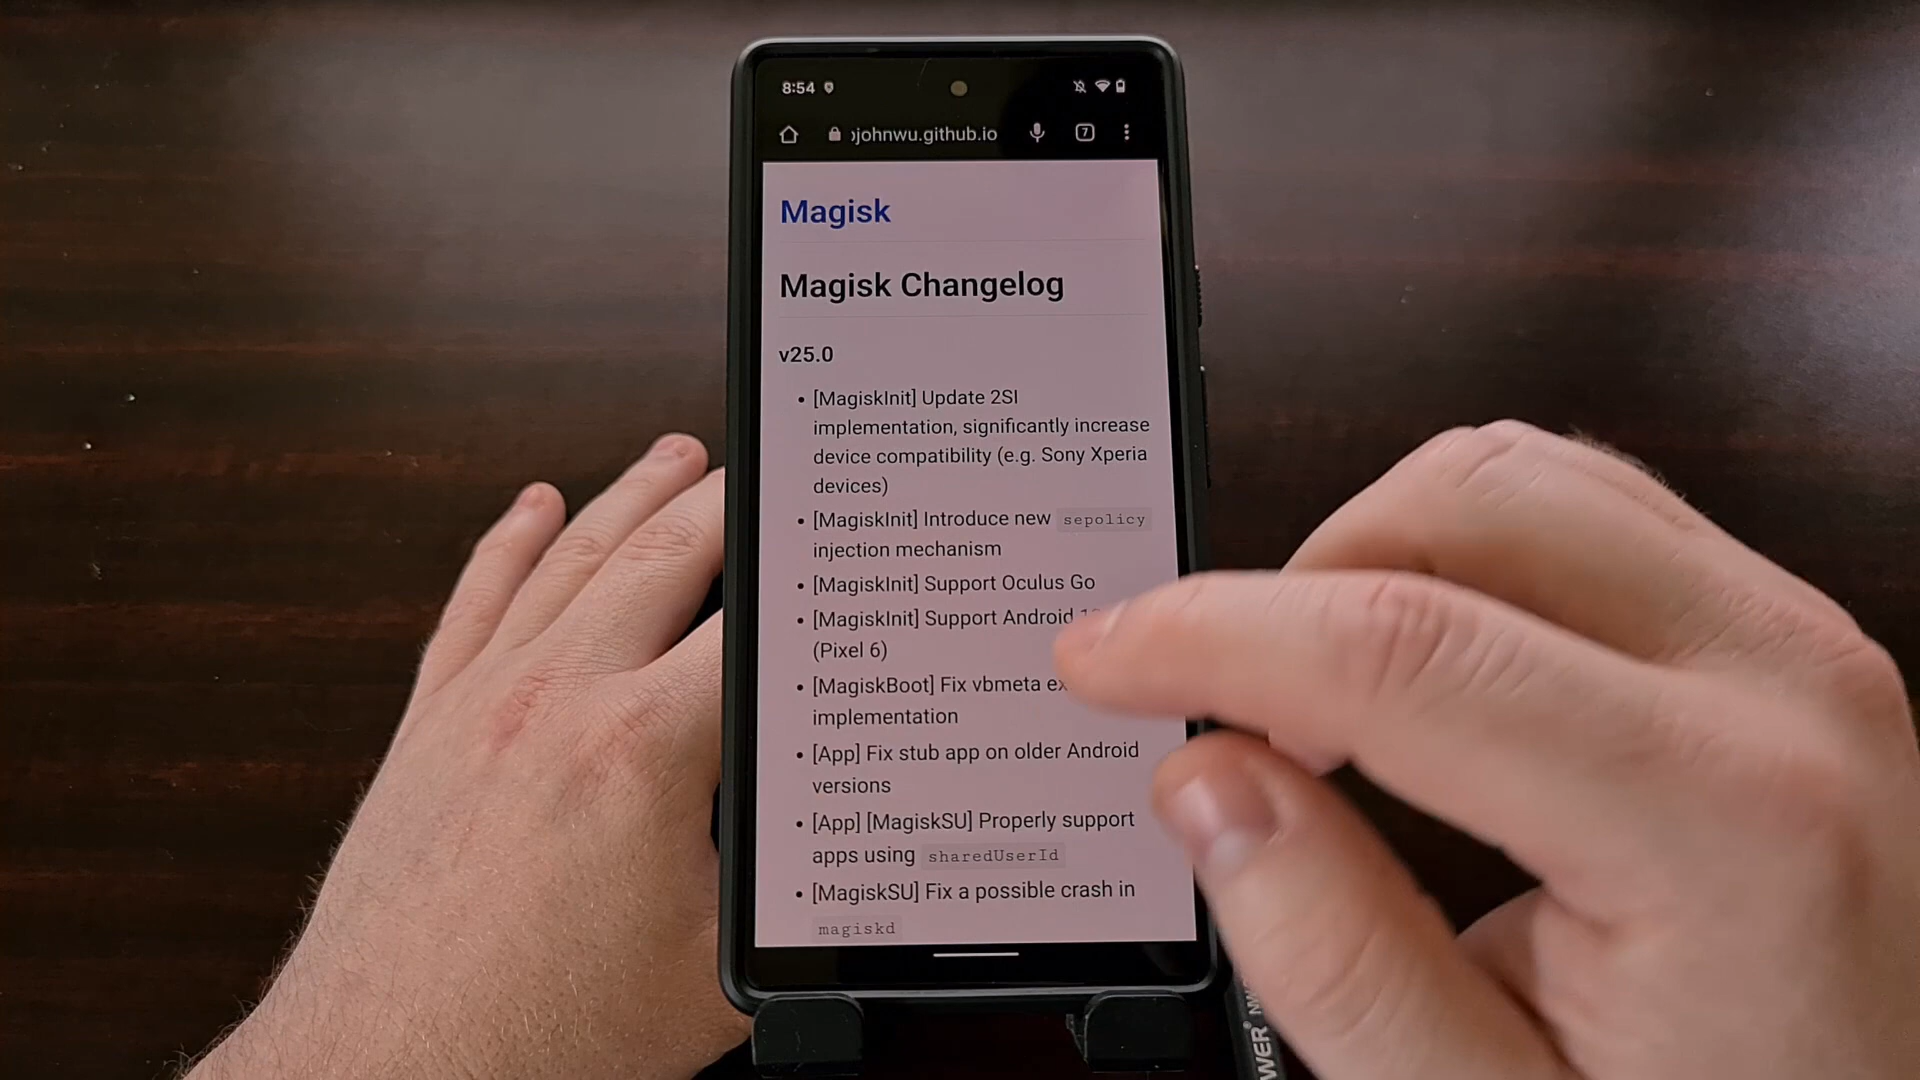 8:54
johnwu.github.io
7
Magisk
Magisk Changelog
v25.0
• [MagiskInit] Update 2SI
implementation, significantly increase
device compatibility (e.g. Sony Xperia
devices)
• [MagiskInit] Introduce new sepolicy
injection mechanism
• [MagiskInit] Support Oculus Go
• [MagiskInit] Support Android
(Pixel 6)
• [MagiskBoot] Fix vbmeta
implementation
• [App] Fix stub app on older Android
versions
• [App] [MagiskSU] Properly support
apps using sharedUserId
• [MagiskSU] Fix a possible crash in
magiskd